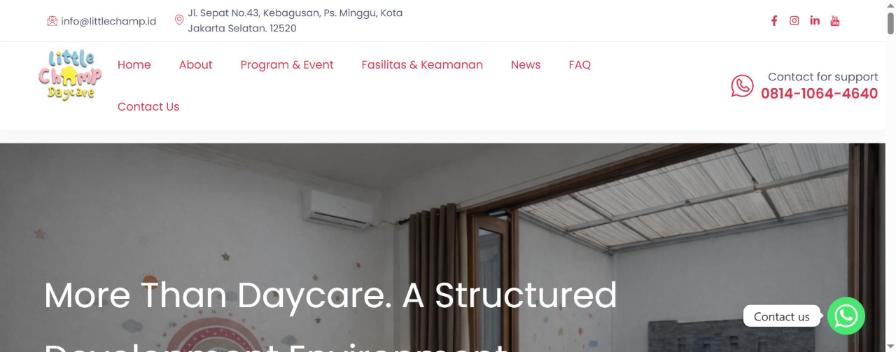 info@littlechamp.id
Jl. Sepat No.43, Kebagusan, Ps. Minggu, Kota
Jakarta Selatan. 12520
Little
Champ
Daycare
Home About Program & Event Fasilitas & Keamanan News FAQ
Contact Us
Contact for support
0814-1064-4640
More Than Daycare. A Structured
Development Environment
Contact us